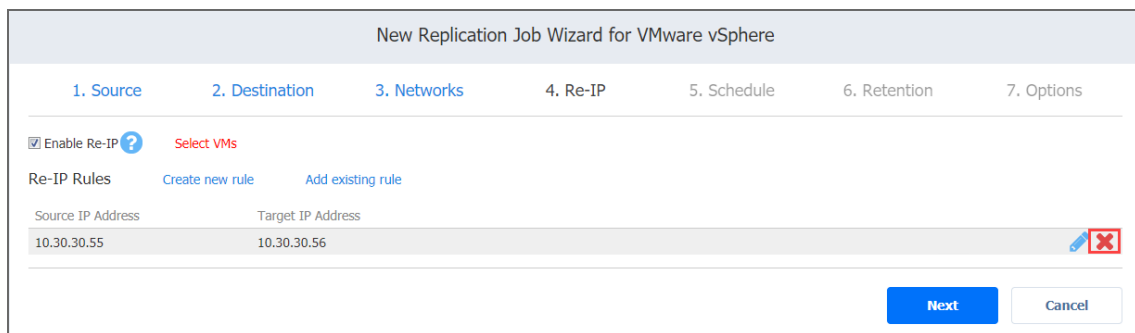 New Replication Job Wizard for VMware vSphere
1. Source 2. Destination 3. Networks 4. Re-IP 5. Schedule 6. Retention 7. Options
Enable Re-IP ? Select VMs
Re-IP Rules Create new rule Add existing rule
Source IP Address Target IP Address
10.30.30.55 10.30.30.56
Next Cancel